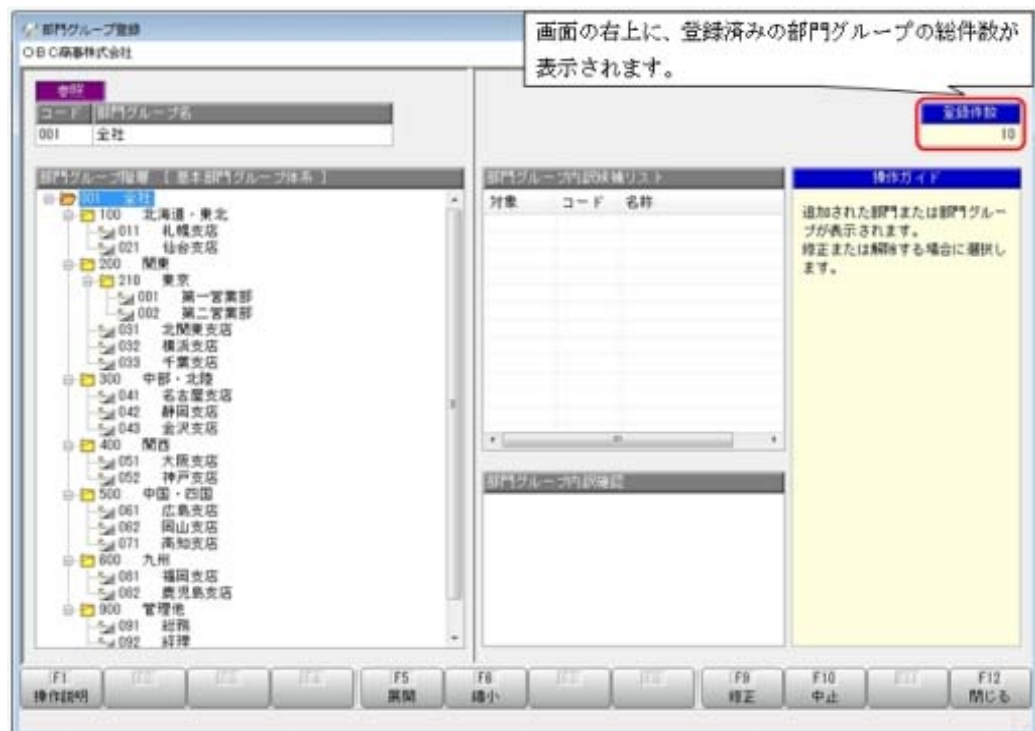 部門グループ登録
OBC商事株式会社
画面の右上に、登録済みの部門グループの総件数が
表示されます。
参照
コード 部門グループ名
001 全社
登録件数
10
部門グループ階層 [ 基本部門グループ体系 ]
001 全社
100 北海道・東北
011 札幌支店
021 仙台支店
200 関東
210 東京
001 第一営業部
002 第二営業部
031 北関東支店
032 横浜支店
033 千葉支店
300 中部・北陸
041 名古屋支店
042 静岡支店
043 金沢支店
400 関西
051 大阪支店
052 神戸支店
500 中国・四国
061 広島支店
062 岡山支店
071 高知支店
600 九州
081 福岡支店
082 鹿児島支店
900 管理他
091 総務
092 経理
部門グループ内訳候補リスト
対象 コード 名称
部門グループ内訳確認
操作ガイド
追加された部門または部門グルー
プが表示されます。
修正または解除する場合に選択し
ます。
F1 操作説明
F5 展開
F6 縮小
F9 修正
F10 中止
F12 閉じる